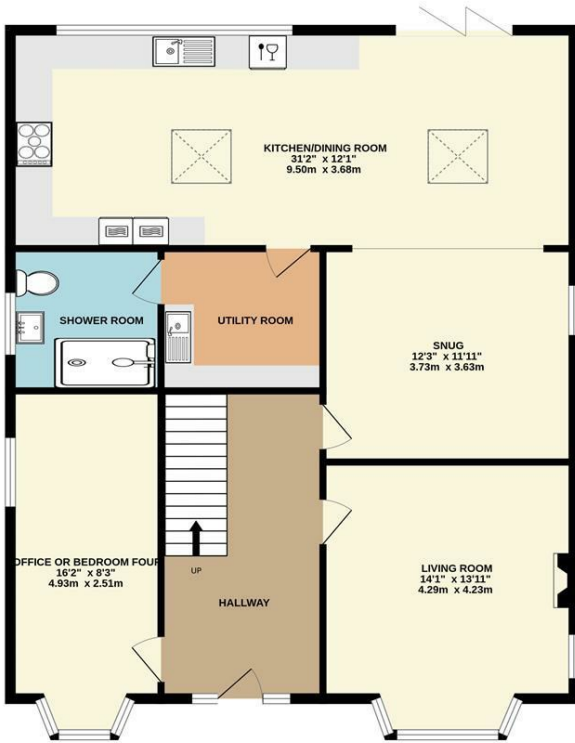 KITCHEN/DINING ROOM
31'2" x 12'1"
9.50m x 3.68m
SHOWER ROOM
UTILITY ROOM
SNUG
12'3" x 11'11"
3.73m x 3.63m
OFFICE OR BEDROOM FOUR
16'2" x 8'3"
4.93m x 2.51m
UP
HALLWAY
LIVING ROOM
14'1" x 13'11"
4.29m x 4.23m